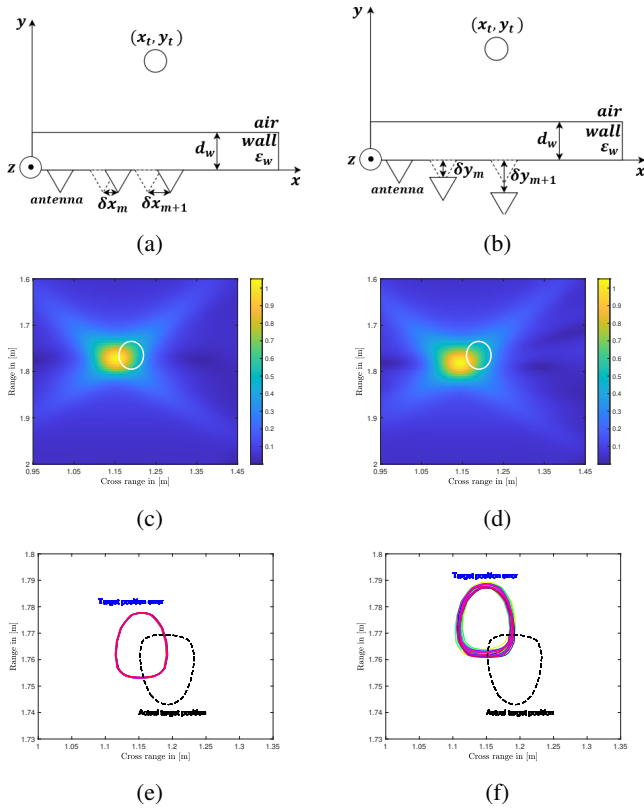 y
(x_t, y_t)
air
wall
d_w
ε_w
z
x
antenna
δx_m
δx_{m+1}
(a)
y
(x_t, y_t)
air
wall
d_w
ε_w
z
x
antenna
δy_m
δy_{m+1}
(b)
1.6
1.7
1.8
1.9
2
Range in [m]
0.95 1.05 1.15 1.25 1.35 1.45
Cross range in [m]
1
0.9
0.8
0.7
0.6
0.5
0.4
0.3
0.2
0.1
(c)
1.6
1.7
1.8
1.9
2
Range in [m]
0.95 1.05 1.15 1.25 1.35 1.45
Cross range in [m]
1
0.9
0.8
0.7
0.6
0.5
0.4
0.3
0.2
0.1
(d)
1.8
1.79
1.78
1.77
1.76
1.75
1.74
1.73
Range in [m]
Target position error
Actual target position
1 1.05 1.1 1.15 1.2 1.25 1.3 1.35
Cross range in [m]
(e)
1.8
1.79
1.78
1.77
1.76
1.75
1.74
1.73
Range in [m]
Target position error
Actual target position
1 1.05 1.1 1.15 1.2 1.25 1.3 1.35
Cross range in [m]
(f)